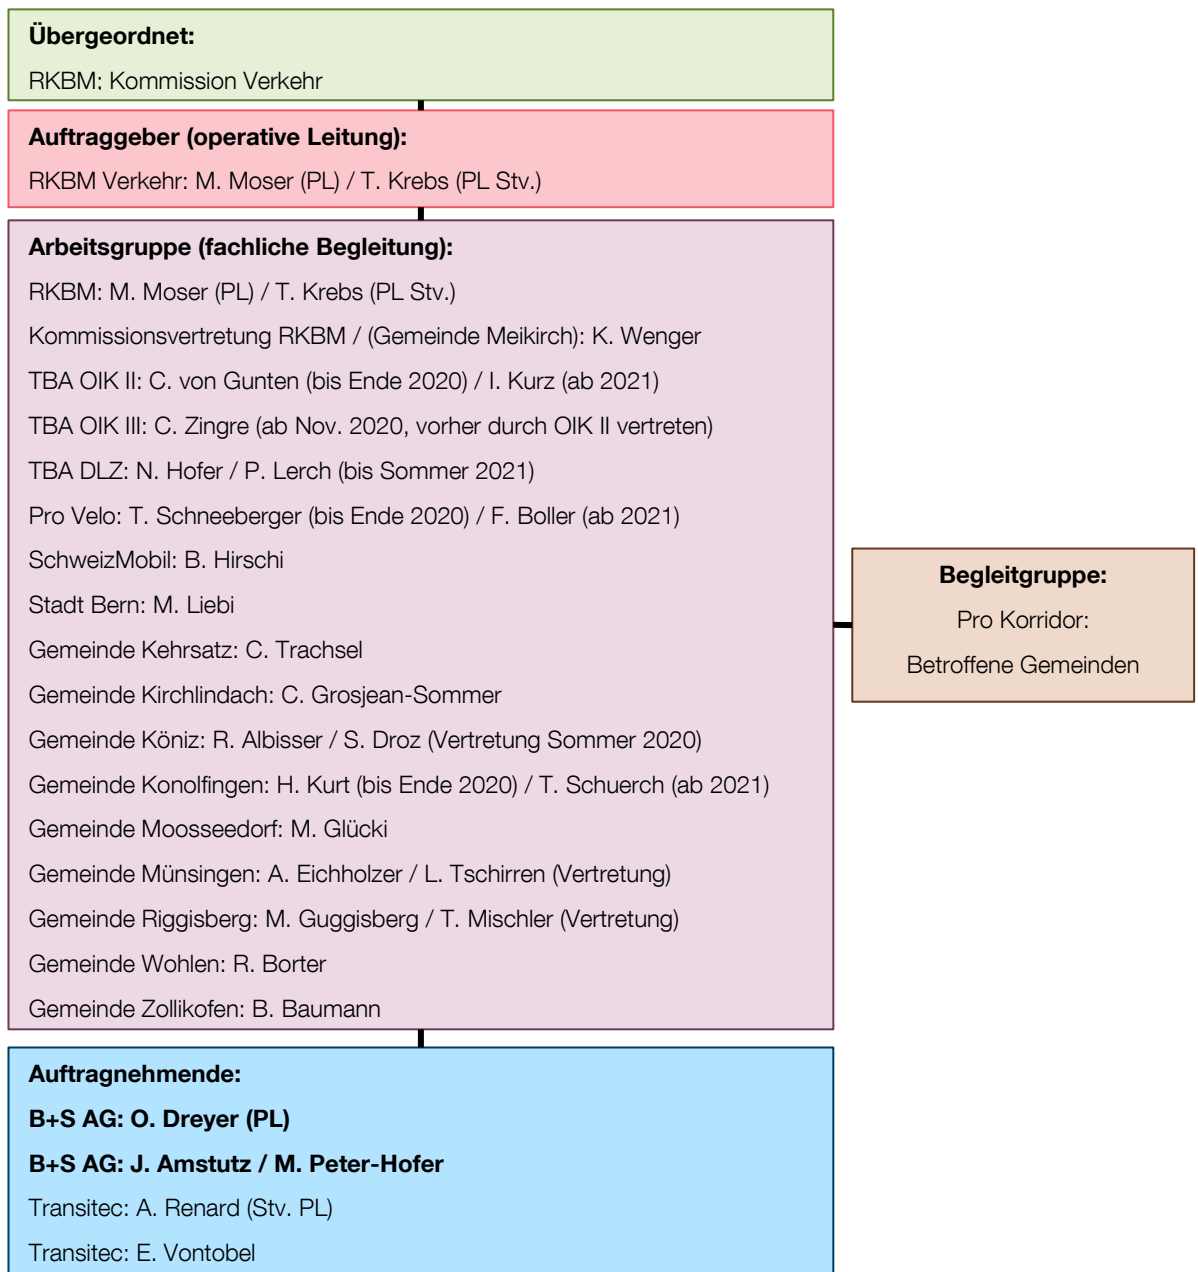 Übergeordnet:
RKBM: Kommission Verkehr
Auftraggeber (operative Leitung):
RKBM Verkehr: M. Moser (PL) / T. Krebs (PL Stv.)
Arbeitsgruppe (fachliche Begleitung):
RKBM: M. Moser (PL) / T. Krebs (PL Stv.)
Kommissionsvertretung RKBM / (Gemeinde Meikirch): K. Wenger
TBA OIK II: C. von Gunten (bis Ende 2020) / I. Kurz (ab 2021)
TBA OIK III: C. Zingre (ab Nov. 2020, vorher durch OIK II vertreten)
TBA DLZ: N. Hofer / P. Lerch (bis Sommer 2021)
Pro Velo: T. Schneeberger (bis Ende 2020) / F. Boller (ab 2021)
SchweizMobil: B. Hirschi
Stadt Bern: M. Liebi
Gemeinde Kehrsatz: C. Trachsel
Gemeinde Kirchlindach: C. Grosjean-Sommer
Gemeinde Köniz: R. Albisser / S. Droz (Vertretung Sommer 2020)
Gemeinde Konolfingen: H. Kurt (bis Ende 2020) / T. Schuerch (ab 2021)
Gemeinde Moosseedorf: M. Glücki
Gemeinde Münsingen: A. Eichholzer / L. Tschirren (Vertretung)
Gemeinde Riggisberg: M. Guggisberg / T. Mischler (Vertretung)
Gemeinde Wohlen: R. Borter
Gemeinde Zollikofen: B. Baumann
Begleitgruppe:
Pro Korridor:
Betroffene Gemeinden
Auftragnehmende:
B+S AG: O. Dreyer (PL)
B+S AG: J. Amstutz / M. Peter-Hofer
Transitec: A. Renard (Stv. PL)
Transitec: E. Vontobel